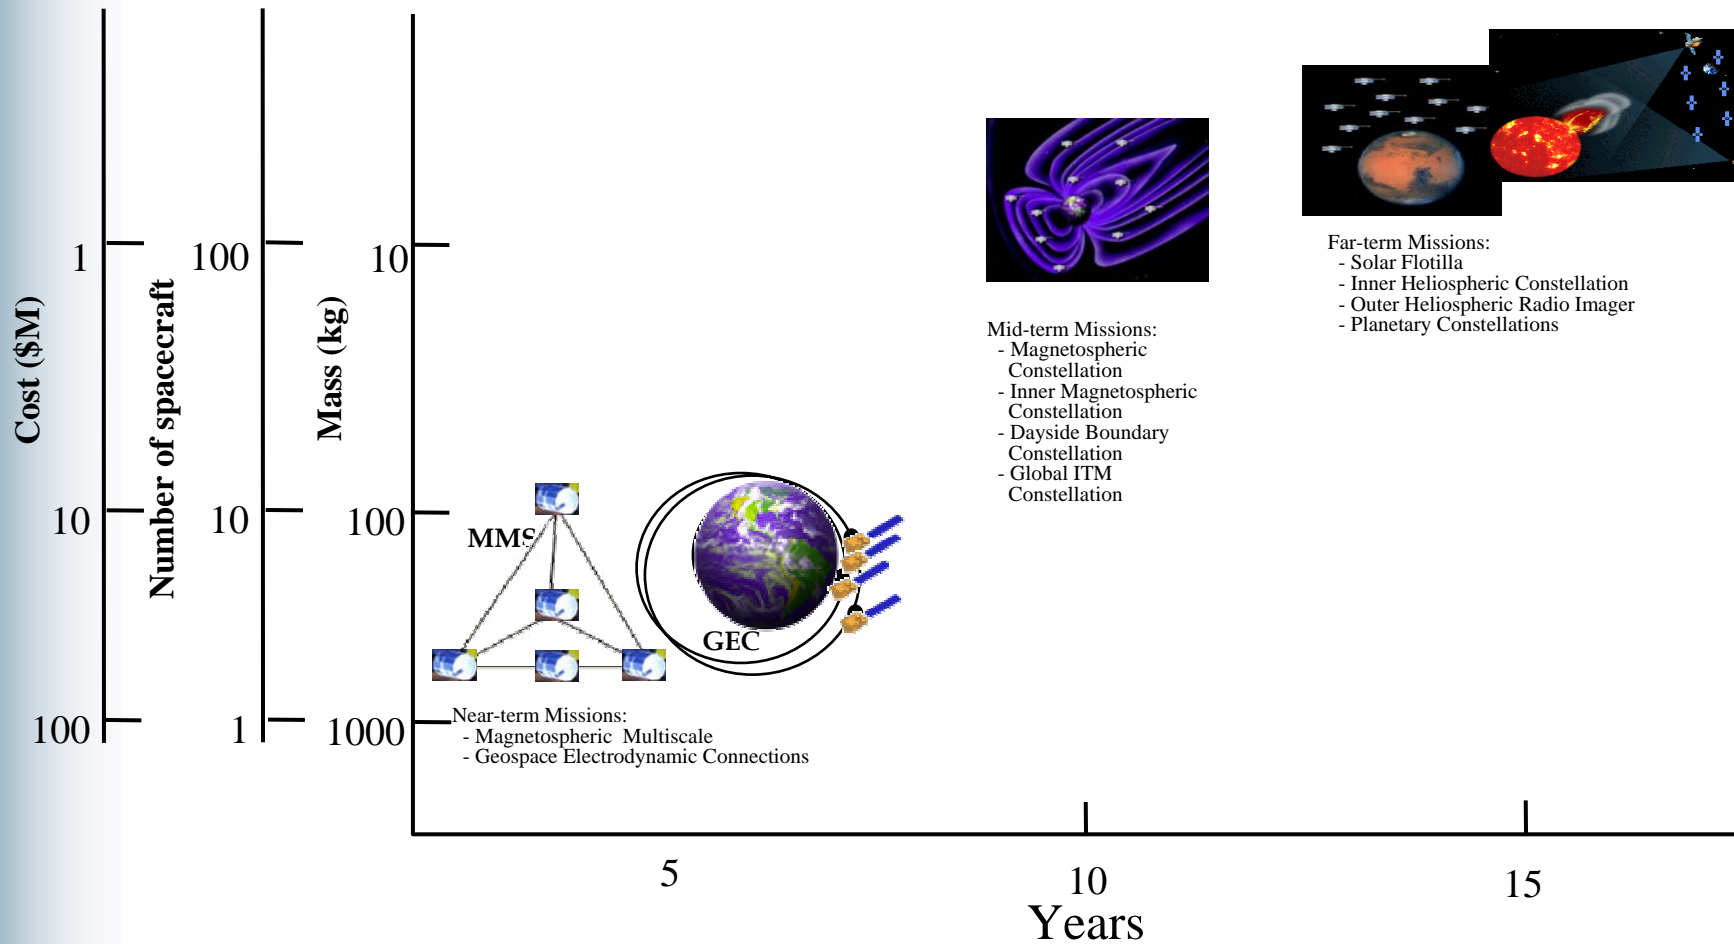 Cost ($M)
1
10
100
Number of spacecraft
100
10
1
Mass (kg)
10
100
1000
MMS
GEC
Near-term Missions:
- Magnetospheric Multiscale
- Geospace Electrodynamic Connections
Mid-term Missions:
- Magnetospheric
Constellation
- Inner Magnetospheric
Constellation
- Dayside Boundary
Constellation
- Global ITM
Constellation
Far-term Missions:
- Solar Flotilla
- Inner Heliospheric Constellation
- Outer Heliospheric Radio Imager
- Planetary Constellations
5
10
15
Years